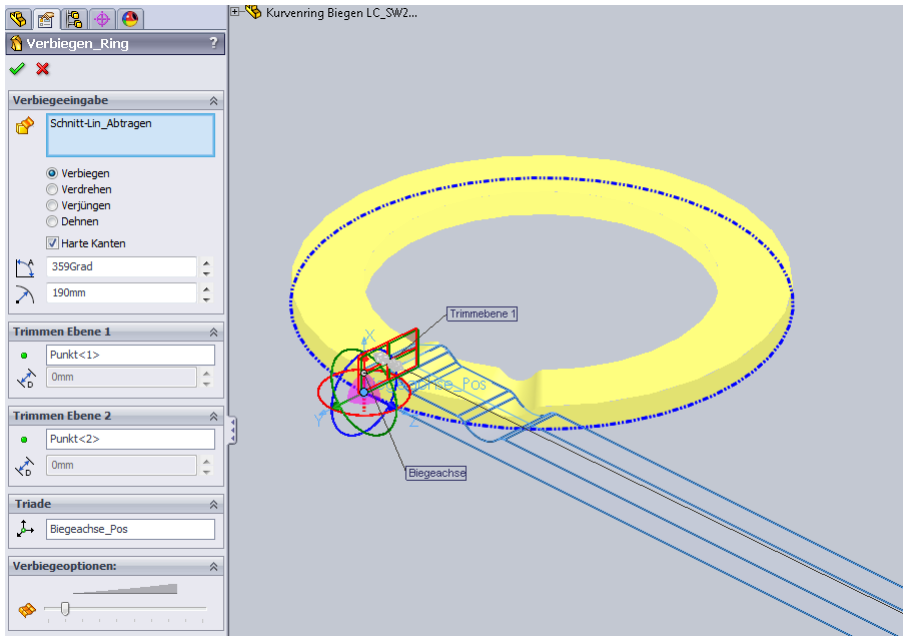 Kurvenring Biegen LC_SW2...
Verbiegen_Ring ?
Verbiegeeingabe
Schnitt-Lin_Abtragen
Verbiegen
Verdrehen
Verjüngen
Dehnen
Harte Kanten
359Grad
190mm
Trimmen Ebene 1
Punkt<1>
0mm
Trimmen Ebene 2
Punkt<2>
0mm
Triade
Biegeachse_Pos
Verbiegeoptionen:
Trimmebene 1
X
Y
Z
Biegeachse